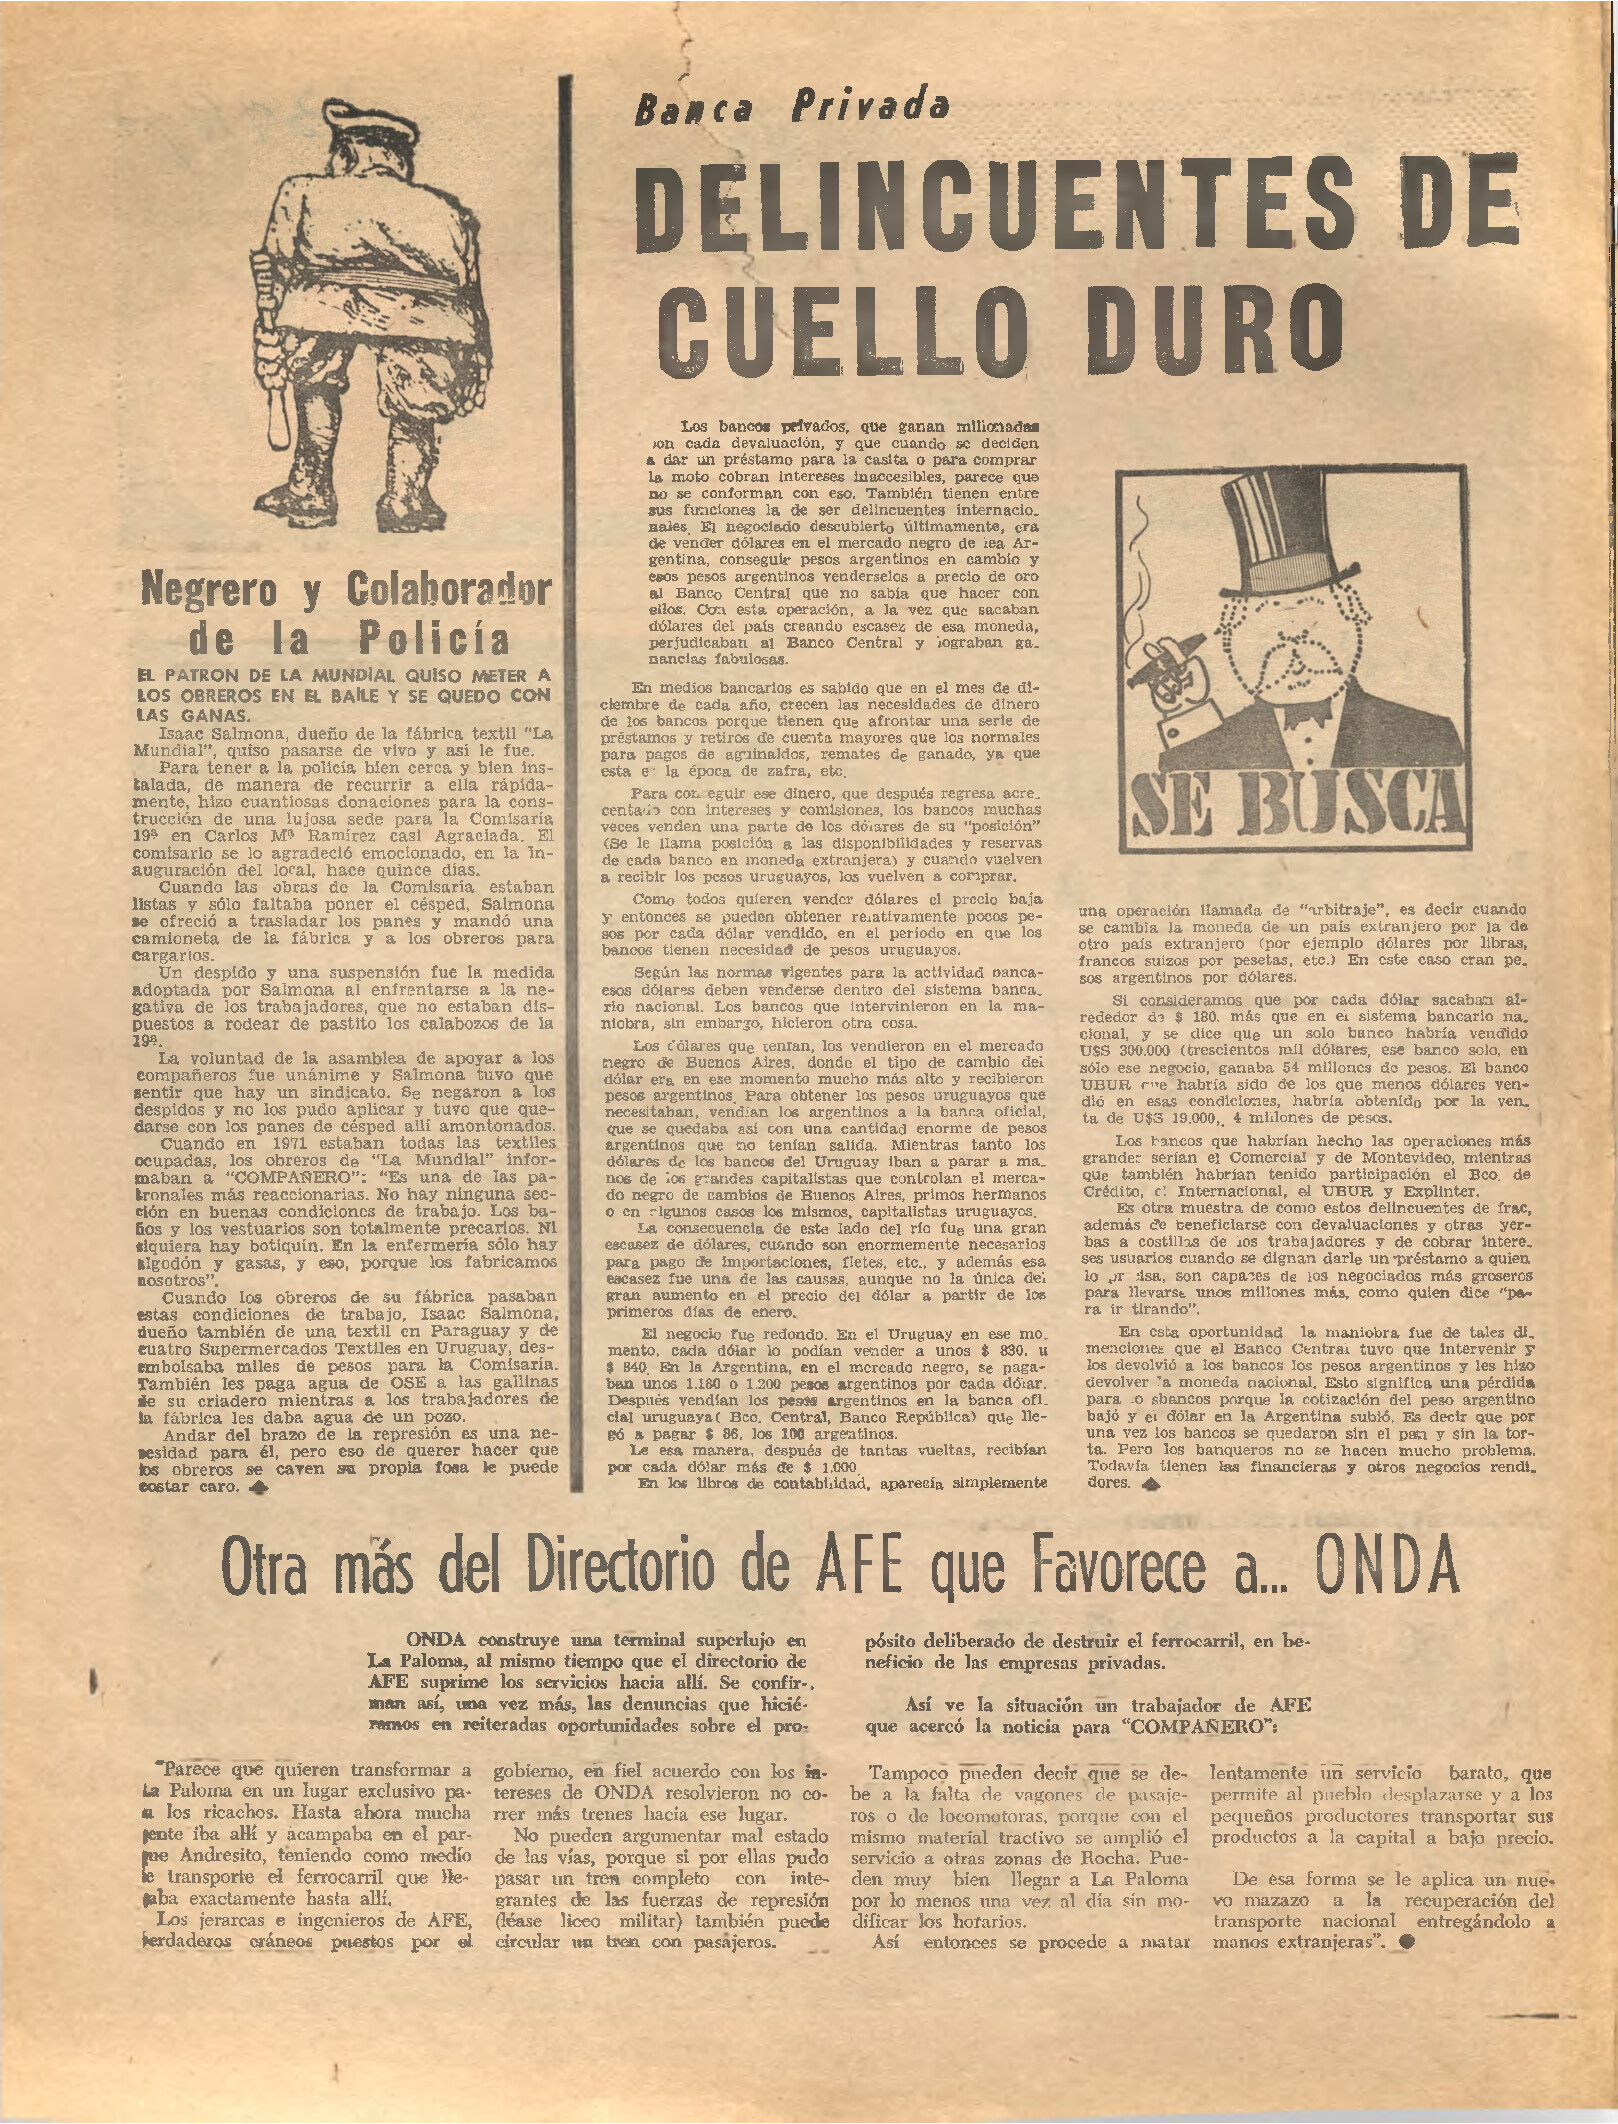 Negrero y Colaborador
de la Policía
EL PATRON DE LA MUNDIAL QUISO METER A
LOS OBREROS EN EL BAILE Y SE QUEDO CON
LAS GANAS.
Isaac Salmona, dueño de la fábrica textil "La
Mundial", quiso pasarse de vivo y asi le fue.
Para tener a la policía bien cerca y bien ins-
talada, de manera de recurrir a ella rápida-
mente, hizo cuantiosas donaciones para la cons-
trucción de una lujosa sede para la Comisaría
19ª en Carlos Mª Ramírez casi Agraciada. El
comisario se lo agradeció emocionado, en la in-
auguración del local, hace quince días.
Cuando las obras de la Comisaría estaban
listas y sólo faltaba poner el césped, Salmona
se ofreció a trasladar los panes y mandó una
camioneta de la fábrica y a los obreros para
cargarlos.
Un despido y una suspensión fue la medida
adoptada por Salmona al enfrentarse a la ne-
gativa de los trabajadores, que no estaban dis-
puestos a rodear de pastito los calabozos de la
19ª.
La voluntad de la asamblea de apoyar a los
compañeros fue unánime y Salmona tuvo que
sentir que hay un sindicato. Se negaron a los
despidos y no los pudo aplicar y tuvo que que-
darse con los panes de césped allí amontonados.
Cuando en 1971 estaban todas las textiles
ocupadas, los obreros de "La Mundial" infor-
maban a "COMPAÑERO": "Es una de las pa-
tronales más reaccionarias. No hay ninguna sec-
ción en buenas condiciones de trabajo. Los ba-
ños y los vestuarios son totalmente precarios. Ni
siquiera hay botiquín. En la enfermería sólo hay
algodón y gasas, y eso, porque los fabricamos
nosotros".
Cuando los obreros de su fábrica pasaban
estas condiciones de trabajo, Isaac Salmona,
dueño también de una textil en Paraguay y de
cuatro Supermercados Textiles en Uruguay, des-
embolsaba miles de pesos para la Comisaría.
También les paga agua de OSE a las gallinas
de su criadero mientras a los trabajadores de
la fábrica les daba agua de un pozo.
Andar del brazo de la represión es una ne-
cesidad para él, pero eso de querer hacer que
los obreros se caven su propia fosa le puede
costar caro.
Banca Privada
DELINCUENTES DE
CUELLO DURO
Los bancos privados, que ganan millonadas
con cada devaluación, y que cuando se deciden
a dar un préstamo para la casita o para comprar
la moto cobran intereses inaccesibles, parece que
no se conforman con eso. También tienen entre
sus funciones la de ser delincuentes internacio-
nales. El negociado descubierto últimamente, era
de vender dólares en el mercado negro de lea Ar-
gentina, conseguir pesos argentinos en cambio y
esos pesos argentinos venderselos a precio de oro
al Banco Central que no sabía que hacer con
ellos. Con esta operación, a la vez que sacaban
dólares del país creando escasez de esa moneda,
perjudicaban al Banco Central y lograban ga-
nancias fabulosas.
En medios bancarios es sabido que en el mes de di-
ciembre de cada año, crecen las necesidades de dinero
de los bancos porque tienen que afrontar una serie de
préstamos y retiros de cuenta mayores que los normales
para pagos de aguinaldos, remates de ganado, ya que
esta es la época de zafra, etc.
Para con eguir ese dinero, que después regresa acre-
centado con intereses y comisiones, los bancos muchas
veces venden una parte de los dólares de su "posición"
(Se le llama posición a las disponibilidades y reservas
de cada banco en moneda extranjera) y cuando vuelven
a recibir los pesos uruguayos, los vuelven a comprar.
Como todos quieren vender dólares el precio baja
y entonces se pueden obtener relativamente pocos pe-
sos por cada dólar vendido, en el período en que los
bancos tienen necesidad de pesos uruguayos.
Según las normas vigentes para la actividad banca-
esos dólares deben venderse dentro del sistema banca-
rio nacional. Los bancos que intervinieron en la ma-
niobra, sin embargo, hicieron otra cosa.
Los dólares que tenían, los vendieron en el mercado
negro de Buenos Aires, donde el tipo de cambio del
dólar era en ese momento mucho más alto y recibieron
pesos argentinos. Para obtener los pesos uruguayos que
necesitaban, vendían los argentinos a la banca oficial,
que se quedaba así con una cantidad enorme de pesos
argentinos que no tenían salida. Mientras tanto los
dólares de los bancos del Uruguay iban a parar a ma-
nos de los grandes capitalistas que controlan el merca-
do negro de cambios de Buenos Aires, primos hermanos
o en algunos casos los mismos, capitalistas uruguayos.
La consecuencia de este lado del río fue una gran
escasez de dólares, cuando son enormemente necesarios
para pago de importaciones, fletes, etc., y además esa
escasez fue una de las causas, aunque no la única del
gran aumento en el precio del dólar a partir de los
primeros días de enero.
El negocio fue redondo. En el Uruguay en ese mo-
mento, cada dólar lo podían vender a unos $ 830. u
$ 840. En la Argentina, en el mercado negro, se paga-
ban unos 1.180 o 1.200 pesos argentinos por cada dólar.
Después vendían los pesos argentinos en la banca ofi-
cial uruguaya( Bco. Central, Banco República) que lle-
gó a pagar $ 86. los 100 argentinos.
Le esa manera, después de tantas vueltas, recibían
por cada dólar más de $ 1.000.
En los libros de contabilidad, aparecía simplemente
SE BUSCA
una operación llamada de "arbitraje", es decir cuando
se cambia la moneda de un país extranjero por la de
otro país extranjero (por ejemplo dólares por libras,
francos suizos por pesetas, etc.) En este caso eran pe-
sos argentinos por dólares.
Si consideramos que por cada dólar sacaban al-
rededor de $ 180. más que en el sistema bancario na-
cional, y se dice que un solo banco habría vendido
U$S 300.000 (trescientos mil dólares, ese banco solo, en
sólo ese negocio, ganaba 54 millones de pesos. El banco
UBUR que habría sido de los que menos dólares ven-
dió en esas condiciones, habría obtenido por la ven-
ta de U$S 19.000,. 4 millones de pesos.
Los bancos que habrían hecho las operaciones más
grandes serían el Comercial y de Montevideo, mientras
que también habrían tenido participación el Bco. de
Crédito, el Internacional, el UBUR y Explinter.
Es otra muestra de como estos delincuentes de frac,
además de beneficiarse con devaluaciones y otras yer-
bas a costillas de los trabajadores y de cobrar intere-
ses usuarios cuando se dignan darle un préstamo a quien
lo pr cisa, son capaces de los negociados más groseros
para llevarse unos millones más, como quien dice "pa-
ra ir tirando".
En esta oportunidad la maniobra fue de tales di-
menciones que el Banco Central tuvo que intervenir y
los devolvió a los bancos los pesos argentinos y les hizo
devolver la moneda nacional. Esto significa una pérdida
para lo sbancos porque la cotización del peso argentino
bajó y el dólar en la Argentina subió. Es decir que por
una vez los bancos se quedaron sin el pan y sin la tor-
ta. Pero los banqueros no se hacen mucho problema.
Todavía tienen las financieras y otros negocios rendi-
dores.
Otra más del Directorio de AFE que Favorece a... ONDA
ONDA construye una terminal superlujo en
La Paloma, al mismo tiempo que el directorio de
AFE suprime los servicios hacia allí. Se confir-
man así, una vez más, las denuncias que hicié-
ramos en reiteradas oportunidades sobre el pro-
pósito deliberado de destruir el ferrocarril, en be-
neficio de las empresas privadas.
Así ve la situación un trabajador de AFE
que acercó la noticia para "COMPAÑERO":
"Parece que quieren transformar a
La Paloma en un lugar exclusivo pa-
a los ricachos. Hasta ahora mucha
gente iba allí y acampaba en el par-
que Andresito, teniendo como medio
de transporte el ferrocarril que lle-
gaba exactamente hasta allí.
Los jerarcas e ingenieros de AFE,
verdaderos cráneos puestos por el
gobierno, en fiel acuerdo con los in-
tereses de ONDA resolvieron no co-
rrer más trenes hacia ese lugar.
No pueden argumentar mal estado
de las vías, porque si por ellas pudo
pasar un tren completo con inte-
grantes de las fuerzas de represión
(léase liceo militar) también puede
circular un tren con pasajeros.
Tampoco pueden decir que se de-
be a la falta de vagones de pasaje-
ros o de locomotoras, porque con el
mismo material tractivo se amplió el
servicio a otras zonas de Rocha. Pue-
den muy bien llegar a La Paloma
por lo menos una vez al día sin mo-
dificar los horarios.
Así entonces se procede a matar
lentamente un servicio barato, que
permite al pueblo desplazarse y a los
pequeños productores transportar sus
productos a la capital a bajo precio.
De esa forma se le aplica un nue-
vo mazazo a la recuperación del
transporte nacional entregándolo a
manos extranjeras".